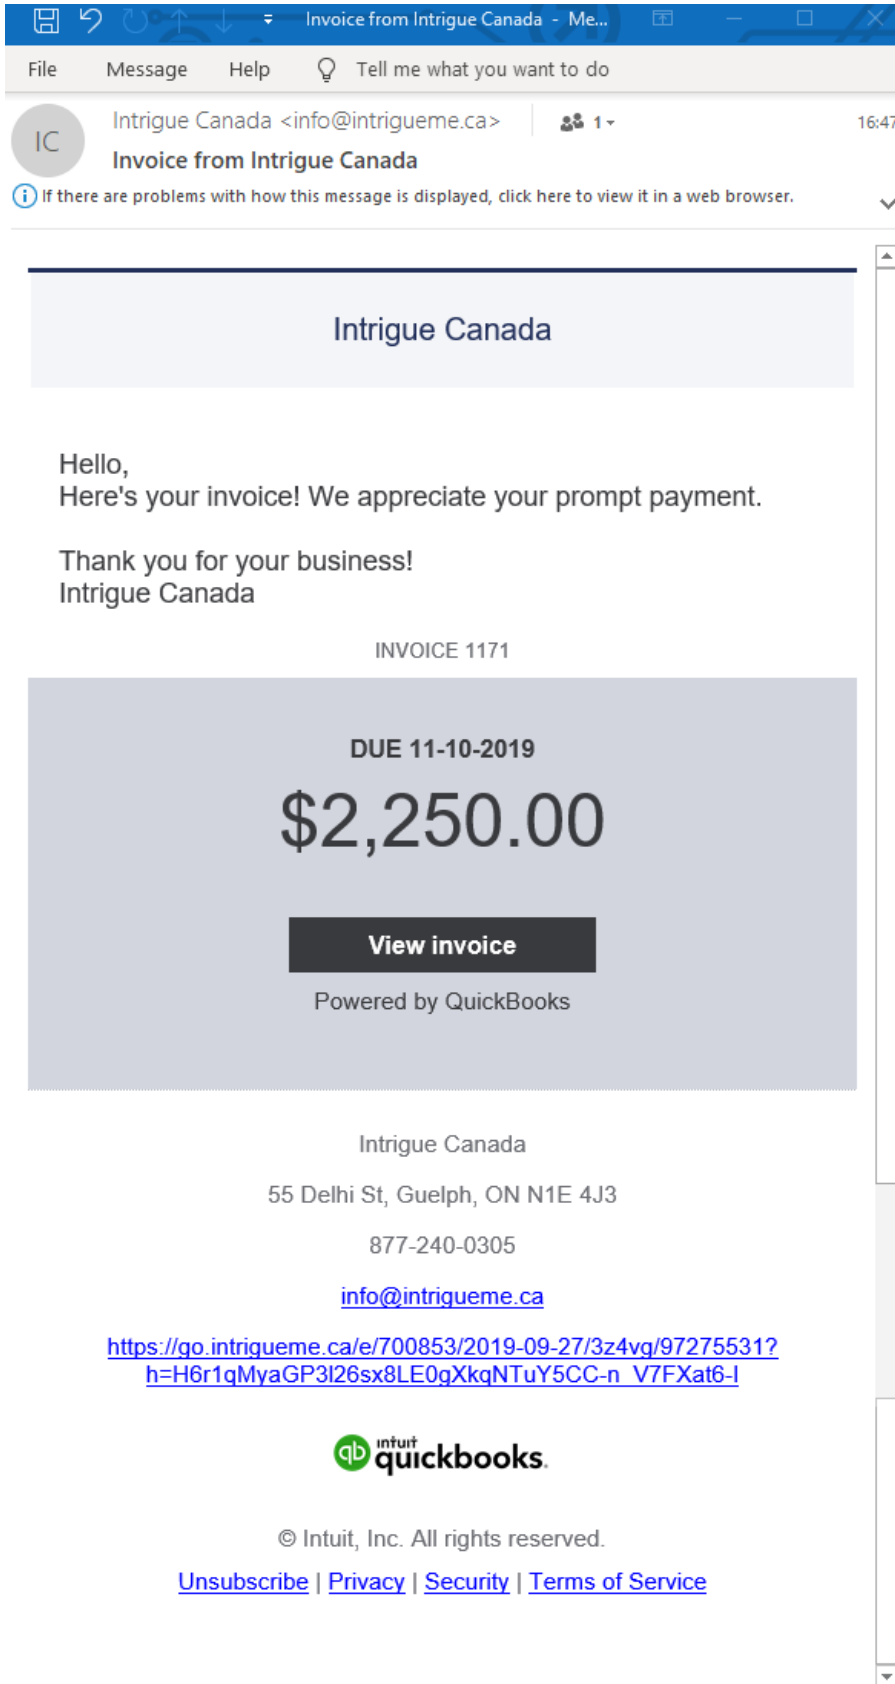 Invoice from Intrigue Canada - Me...
File Message Help Tell me what you want to do
IC
Intrigue Canada <info@intrigueme.ca> 1 16:47
Invoice from Intrigue Canada
If there are problems with how this message is displayed, click here to view it in a web browser.
Intrigue Canada
Hello,
Here's your invoice! We appreciate your prompt payment.
Thank you for your business!
Intrigue Canada
INVOICE 1171
DUE 11-10-2019
$2,250.00
View invoice
Powered by QuickBooks
Intrigue Canada
55 Delhi St, Guelph, ON N1E 4J3
877-240-0305
info@intrigueme.ca
https://go.intrigueme.ca/e/700853/2019-09-27/3z4vg/97275531?
h=H6r1qMyaGP3I26sx8LE0gXkqNTuY5CC-n_V7FXat6-I
qb intuit quickbooks.
© Intuit, Inc. All rights reserved.
Unsubscribe | Privacy | Security | Terms of Service